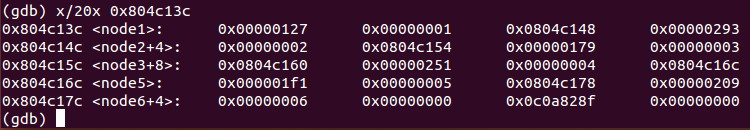 (gdb) x/20x 0x804c13c
0x804c13c <node1>: 0x00000127 0x00000001 0x0804c148 0x00000293
0x804c14c <node2+4>: 0x00000002 0x0804c154 0x00000179 0x00000003
0x804c15c <node3+8>: 0x0804c160 0x00000251 0x00000004 0x0804c16c
0x804c16c <node5>: 0x000001f1 0x00000005 0x0804c178 0x00000209
0x804c17c <node6+4>: 0x00000006 0x00000000 0x0c0a828f 0x00000000
(gdb)